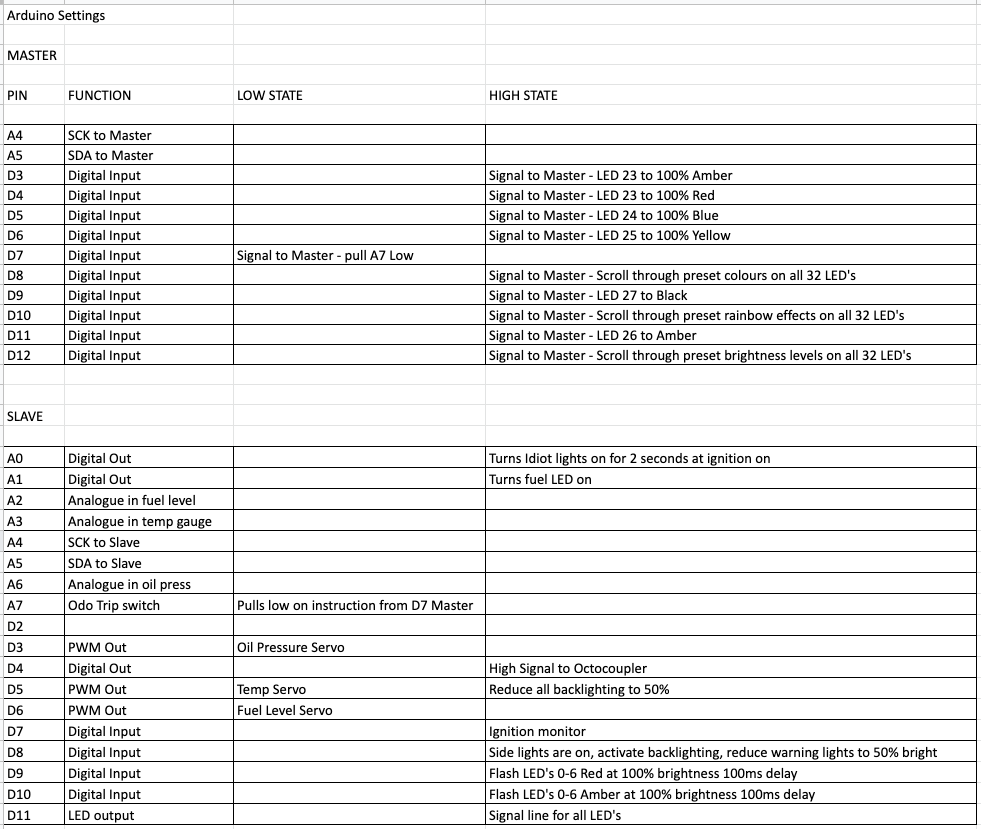 Arduino Settings
MASTER
PIN FUNCTION LOW STATE HIGH STATE
A4 SCK to Master
A5 SDA to Master
D3 Digital Input Signal to Master - LED 23 to 100% Amber
D4 Digital Input Signal to Master - LED 23 to 100% Red
D5 Digital Input Signal to Master - LED 24 to 100% Blue
D6 Digital Input Signal to Master - LED 25 to 100% Yellow
D7 Digital Input Signal to Master - pull A7 Low
D8 Digital Input Signal to Master - Scroll through preset colours on all 32 LED's
D9 Digital Input Signal to Master - LED 27 to Black
D10 Digital Input Signal to Master - Scroll through preset rainbow effects on all 32 LED's
D11 Digital Input Signal to Master - LED 26 to Amber
D12 Digital Input Signal to Master - Scroll through preset brightness levels on all 32 LED's
SLAVE
A0 Digital Out Turns Idiot lights on for 2 seconds at ignition on
A1 Digital Out Turns fuel LED on
A2 Analogue in fuel level
A3 Analogue in temp gauge
A4 SCK to Slave
A5 SDA to Slave
A6 Analogue in oil press
A7 Odo Trip switch Pulls low on instruction from D7 Master
D2
D3 PWM Out Oil Pressure Servo
D4 Digital Out High Signal to Octocoupler
D5 PWM Out Temp Servo Reduce all backlighting to 50%
D6 PWM Out Fuel Level Servo
D7 Digital Input Ignition monitor
D8 Digital Input Side lights are on, activate backlighting, reduce warning lights to 50% bright
D9 Digital Input Flash LED's 0-6 Red at 100% brightness 100ms delay
D10 Digital Input Flash LED's 0-6 Amber at 100% brightness 100ms delay
D11 LED output Signal line for all LED's